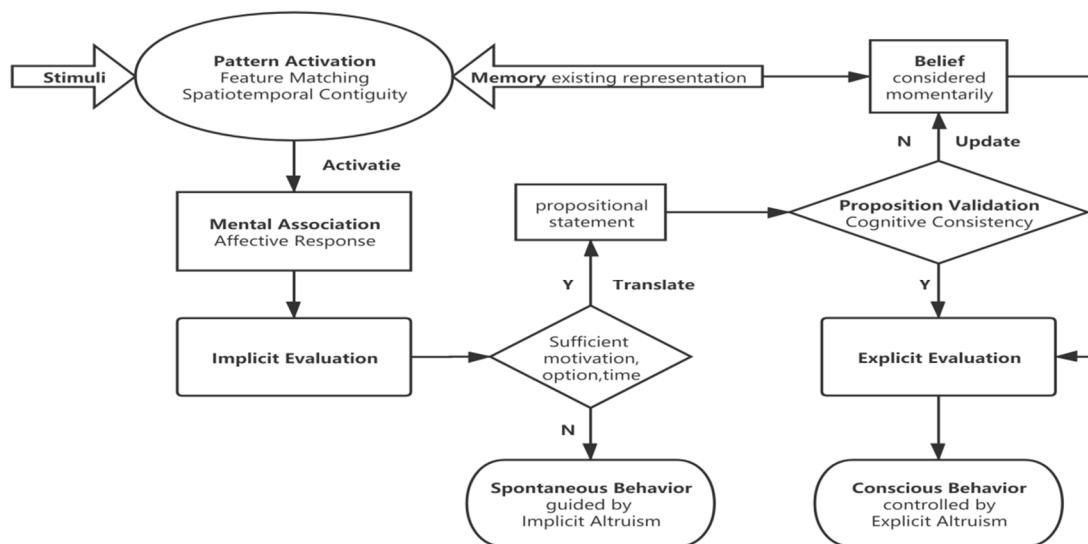 Stimuli
Pattern Activation
Feature Matching
Spatiotemporal Contiguity
Memory existing representation
Belief
considered
momentarily
N Update
Activatie
Mental Association
Affective Response
propositional
statement
Proposition Validation
Cognitive Consistency
Y Translate
Y
Implicit Evaluation
Sufficient
motivation,
option,time
Explicit Evaluation
N
Spontaneous Behavior
guided by
Implicit Altruism
Conscious Behavior
controlled by
Explicit Altruism